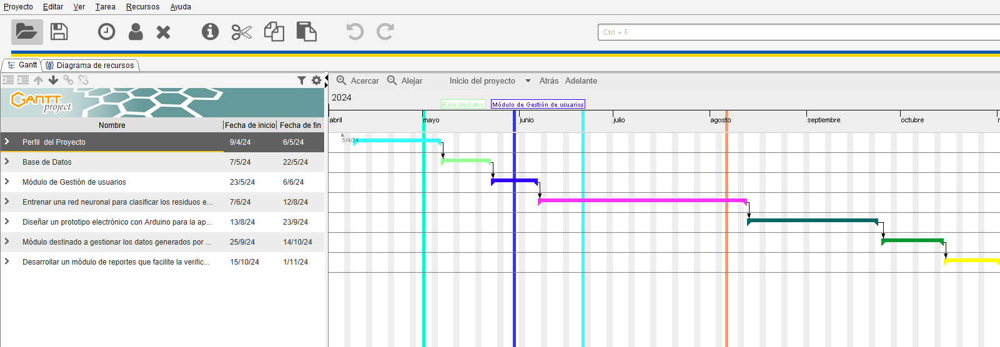 Proyecto Editar Ver Tarea Recursos Ayuda
Ctrl + F
Gantt Diagrama de recursos
Acercar Alejar Inicio del proyecto Atrás Adelante
GANTT project
2024
Base de Datos Módulo de Gestión de usuarios
abril mayo junio julio agosto septiembre octubre
Nombre Fecha de inicio Fecha de fin
Perfil del Proyecto 9/4/24 6/5/24
5/4/24
Base de Datos 7/5/24 22/5/24
Módulo de Gestión de usuarios 23/5/24 6/6/24
Entrenar una red neuronal para clasificar los residuos e... 7/6/24 12/8/24
Diseñar un prototipo electrónico con Arduino para la ap... 13/8/24 23/9/24
Módulo destinado a gestionar los datos generados por ... 25/9/24 14/10/24
Desarrollar un módulo de reportes que facilite la verific... 15/10/24 1/11/24